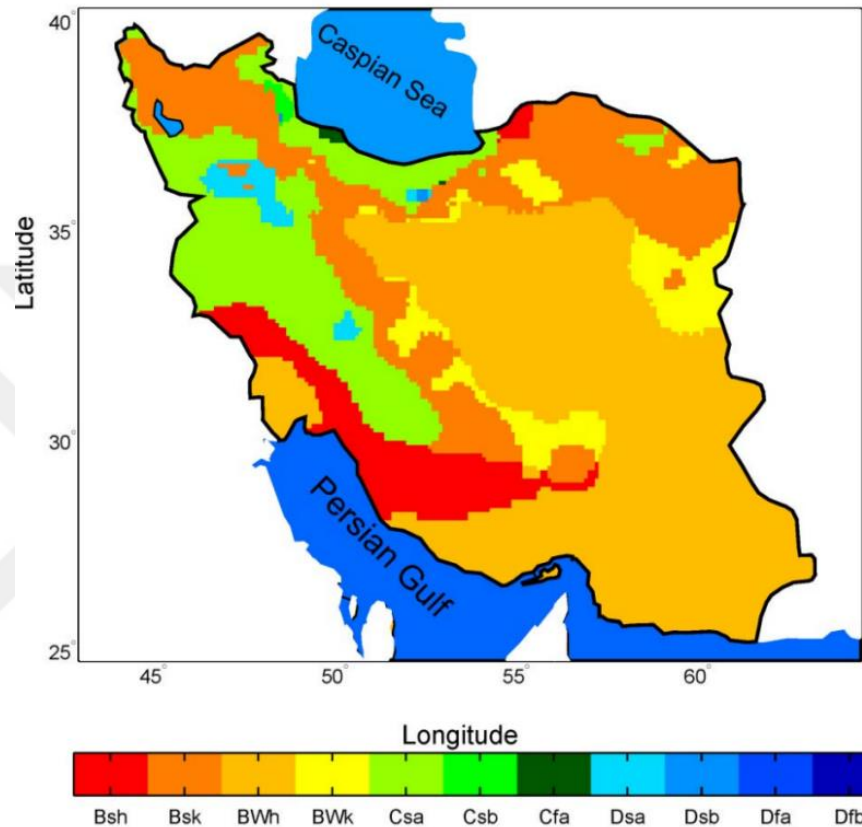 40°
Caspian Sea
35°
Latitude
30°
Persian Gulf
25°
45° 50° 55° 60°
Longitude
Bsh Bsk BWh BWk Csa Csb Cfa Dsa Dsb Dfa Dfb